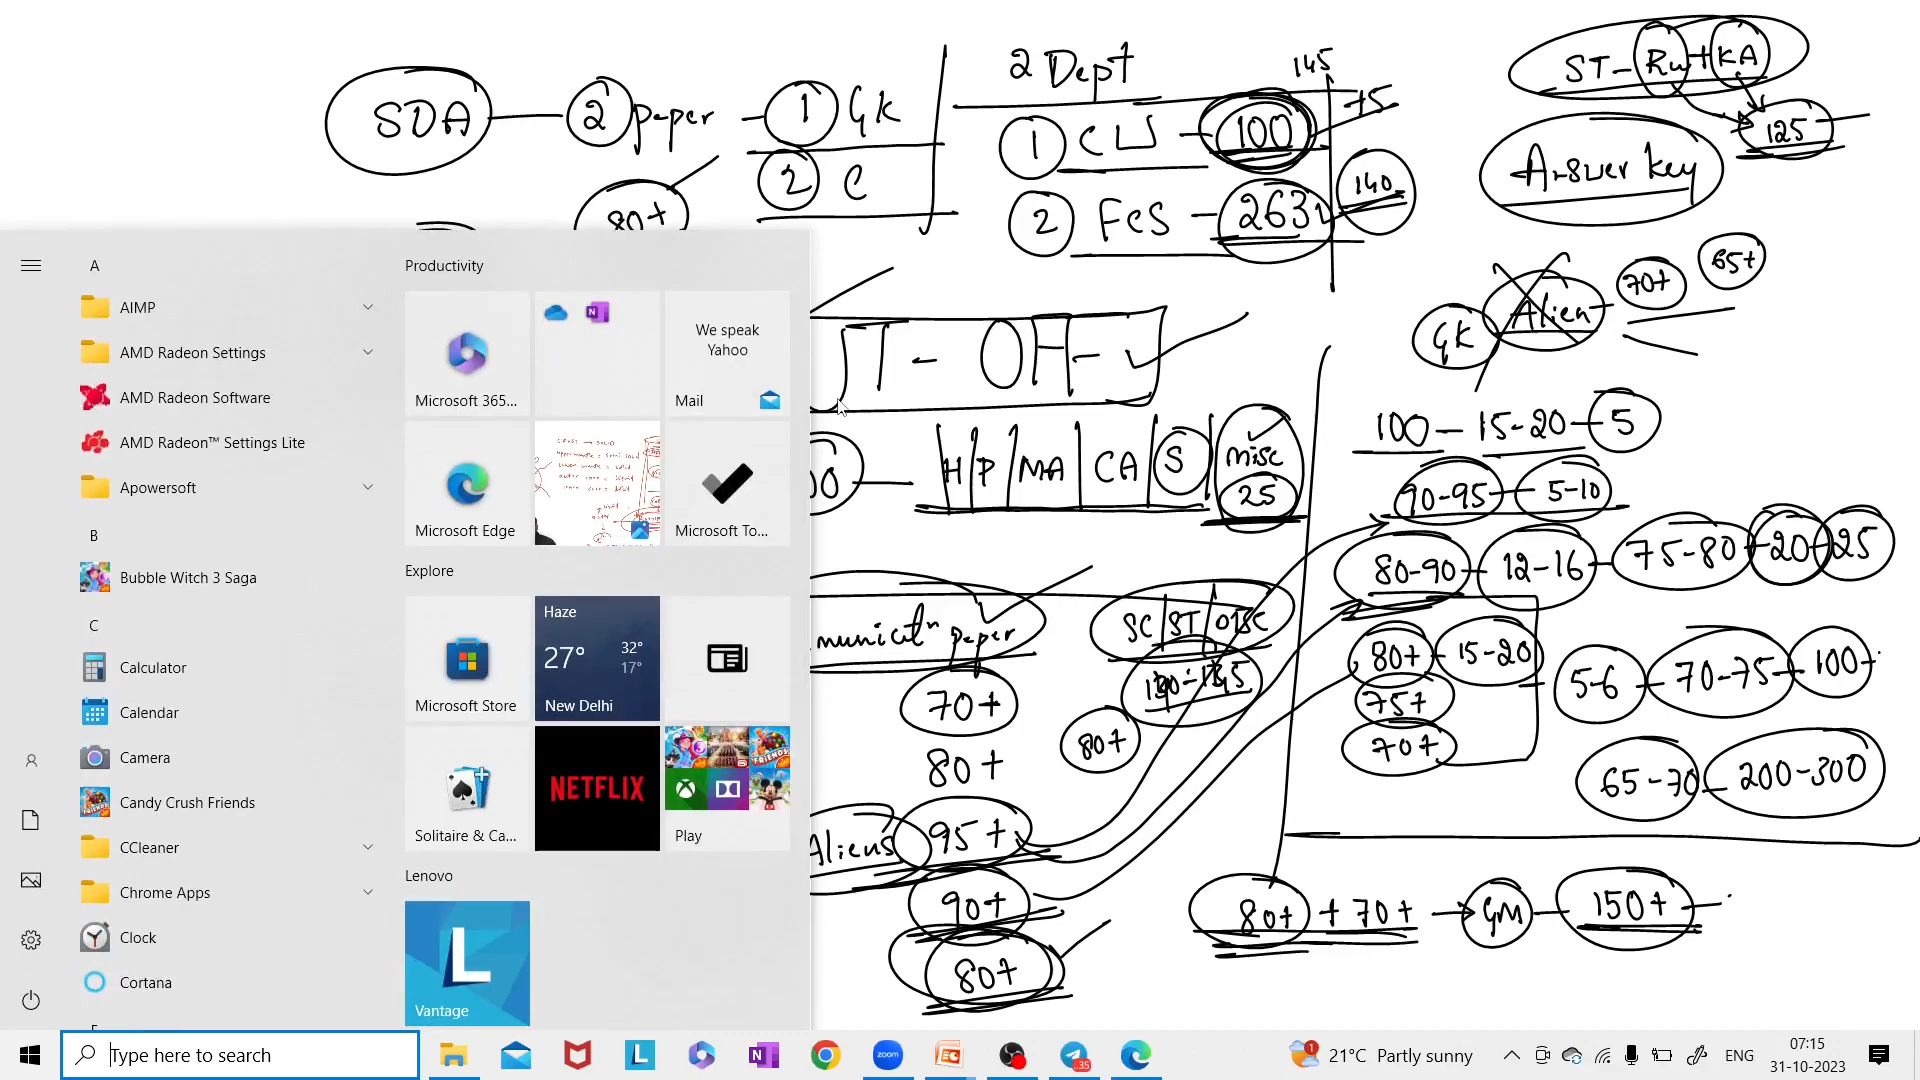 SDA 2 paper 1 GK
2 C
80+
2 Dept
145
+5
1 CLS - 100
2 FCS - 2631
140
ST - Ru + KA
125
Answer key
GK Alien 70+ 65+
ST - OA -
100 - 15-20 - 5
90-95 - 5-10
80-90 - 12-16 - 75-80 - 20-25
80+ - 15-20
75+
70+
5-6 - 70-75 - 100+
65-70 - 200-300
H P MA CA S misc
25
municatn paper
70+
80+
Aliens 95+
90+
80+
SC/ST/OBC
80+
80+ + 70+ → GM - 150+
A
AIMP
AMD Radeon Settings
AMD Radeon Software
AMD Radeon™ Settings Lite
Apowersoft
B
Bubble Witch 3 Saga
C
Calculator
Calendar
Camera
Candy Crush Friends
CCleaner
Chrome Apps
Clock
Cortana
Productivity
Microsoft 365...
We speak
Yahoo
Mail
Microsoft Edge
Microsoft To...
Explore
Microsoft Store
Haze
27° 32°
17°
New Delhi
Solitaire & Ca...
NETFLIX
Play
Lenovo
L
Vantage
Type here to search
L
N
zoom
..35
1
21°C Partly sunny
ENG
07:15
31-10-2023